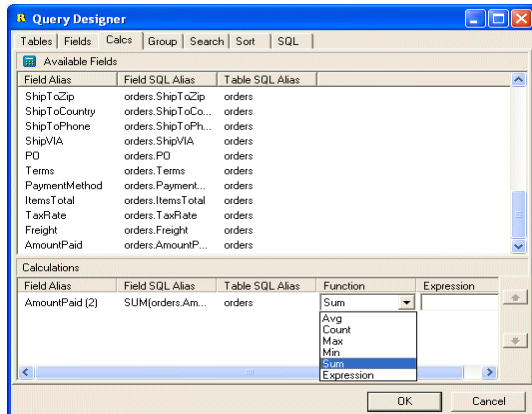 R Query Designer
Tables Fields Calcs Group Search Sort SQL
Available Fields
Field Alias Field SQL Alias Table SQL Alias
ShipToZip orders.ShipToZip orders
ShipToCountry orders.ShipToCo... orders
ShipToPhone orders.ShipToPh... orders
ShipVIA orders.ShipVIA orders
PO orders.PO orders
Terms orders.Terms orders
PaymentMethod orders.Payment... orders
ItemsTotal orders.ItemsTotal orders
TaxRate orders.TaxRate orders
Freight orders.Freight orders
AmountPaid orders.AmountP... orders
Calculations
Field Alias Field SQL Alias Table SQL Alias Function Expression
AmountPaid (2) SUM(orders.Am... orders Sum
Avg
Count
Max
Min
Sum
Expression
OK Cancel